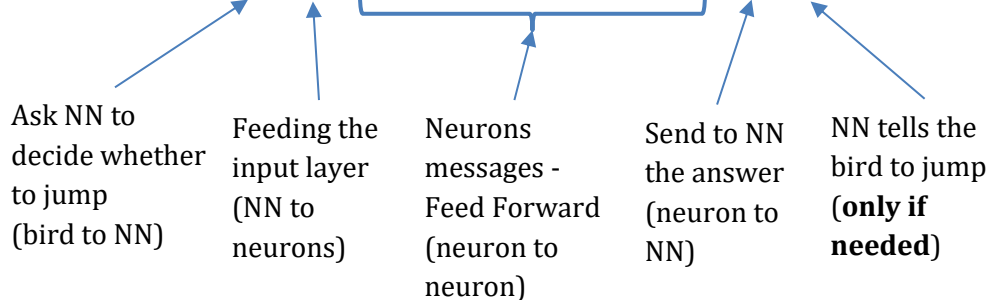 Ask NN to
decide whether
to jump
(bird to NN)
Feeding the
input layer
(NN to
neurons)
Neurons
messages -
Feed Forward
(neuron to
neuron)
Send to NN
the answer
(neuron to
NN)
NN tells the
bird to jump
(only if
needed)